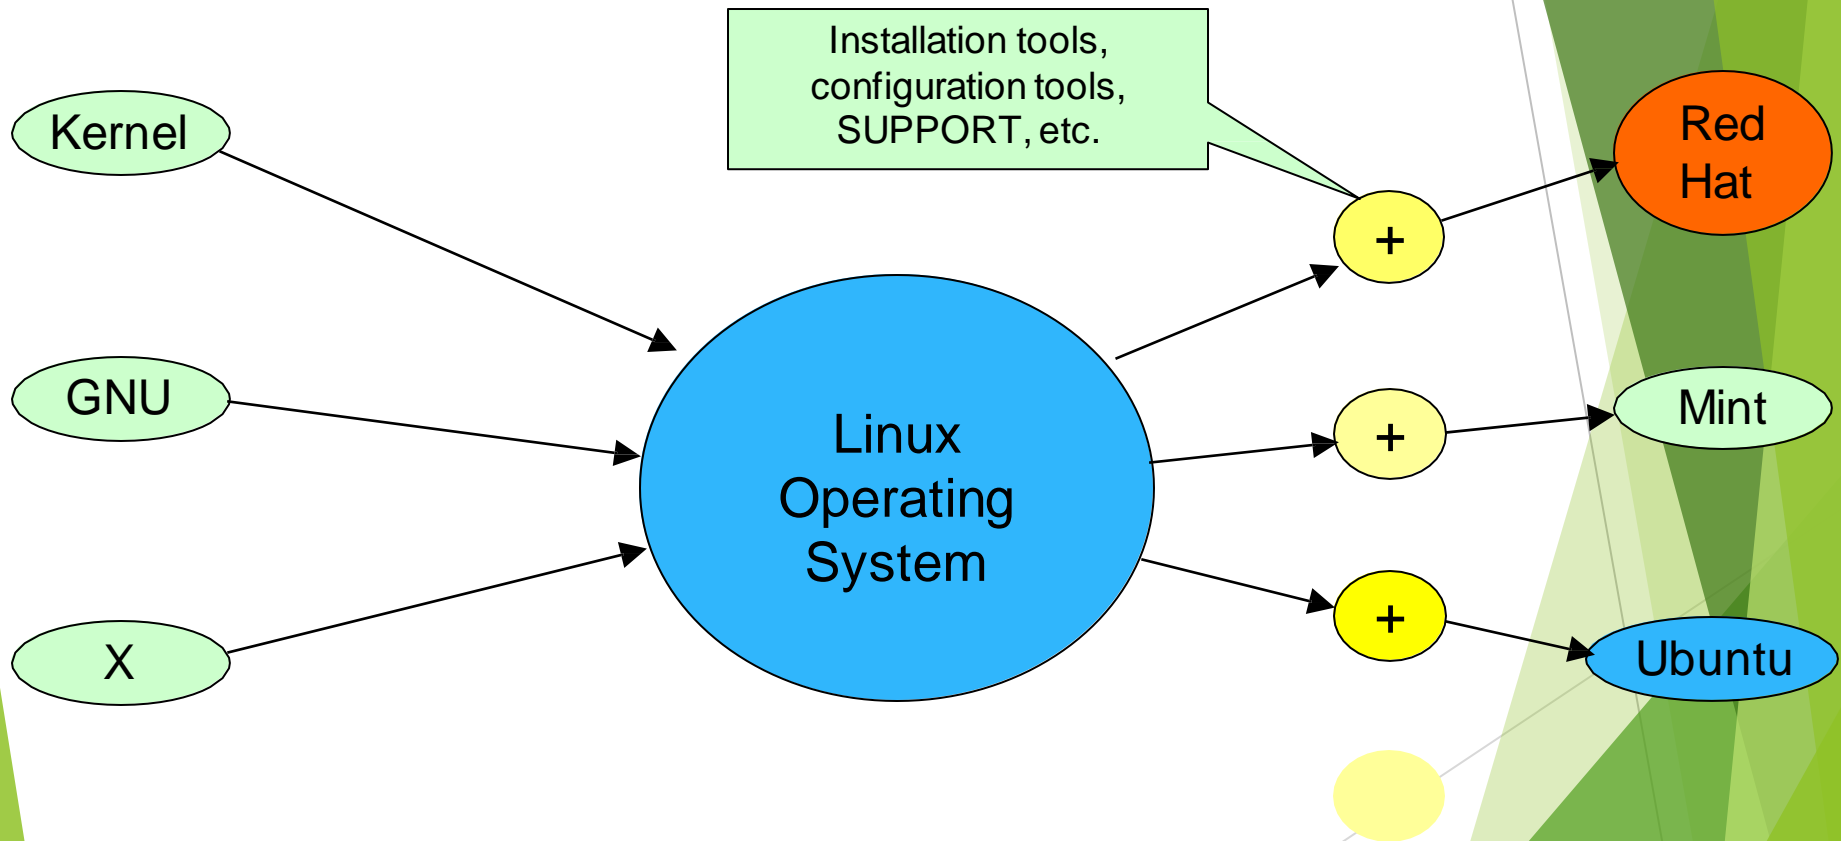 Installation tools,
configuration tools,
SUPPORT, etc.
Kernel
GNU
X
Linux
Operating
System
+
+
+
Red
Hat
Mint
Ubuntu